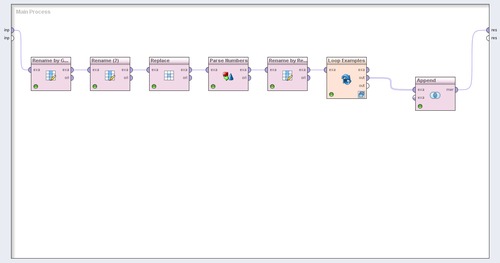 Main Process
inp
inp
res
res
Rename by G...
Rename (2)
Replace
Parse Numbers
Rename by Re...
Loop Examples
Append
exa
exa
ori
exa
exa
ori
exa
exa
ori
exa
exa
ori
exa
exa
ori
exa
exa
out
out
exa
mer
exa